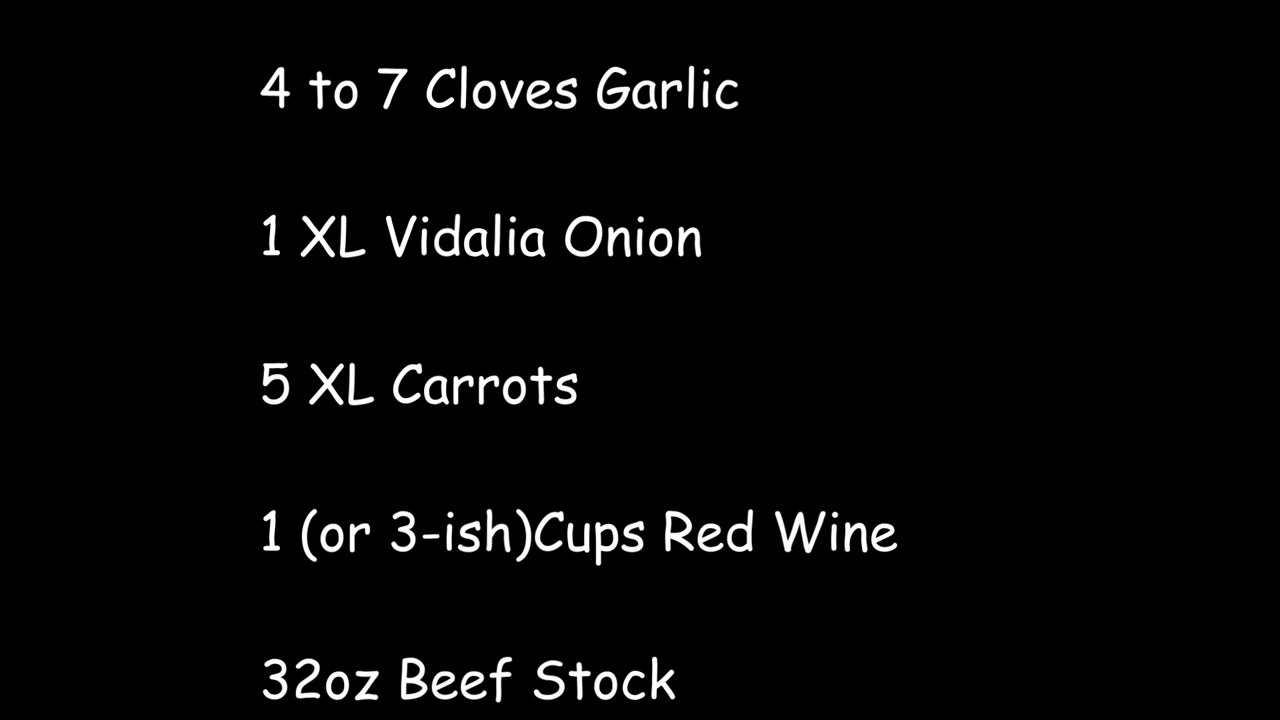 4 to 7 Cloves Garlic
1 XL Vidalia Onion
5 XL Carrots
1 (or 3-ish)Cups Red Wine
32oz Beef Stock